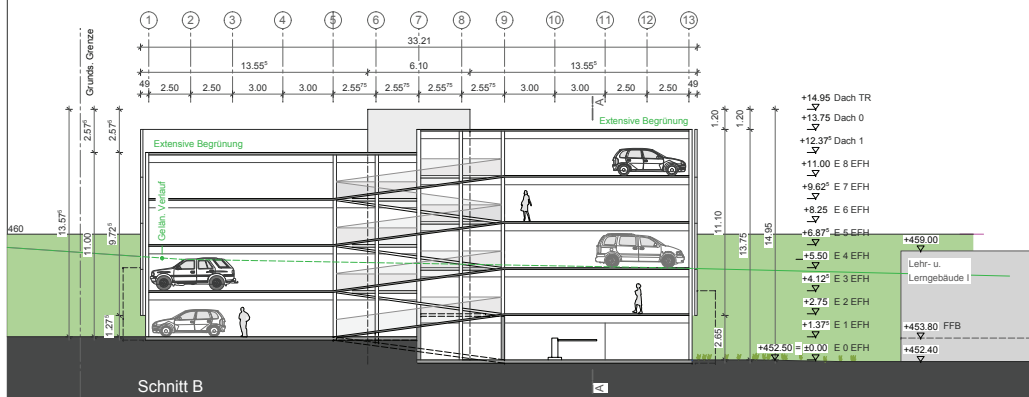 1 2 3 4 5 6 7 8 9 10 11 12 13
33.21
13.55⁵ 6.10 13.55⁵
49 2.50 2.50 3.00 3.00 2.55⁷⁵ 2.55⁷⁵ 2.55⁷⁵ 2.55⁷⁵ 3.00 3.00 2.50 2.50 49
Grunds. Grenze
A
2.57⁵ 2.57⁵
Extensive Begrünung
Extensive Begrünung
1.20 1.20
+14.95 Dach TR
+13.75 Dach 0
+12.37⁵ Dach 1
+11.00 E 8 EFH
+9.62⁵ E 7 EFH
+8.25 E 6 EFH
+6.87⁵ E 5 EFH
+5.50 E 4 EFH
+4.12⁵ E 3 EFH
+2.75 E 2 EFH
+1.37⁵ E 1 EFH
+452.50 = ±0.00 E 0 EFH
Gelän. Verlauf
460
13.57⁵ 11.00 9.72⁵
11.10 13.75 14.95
1.27⁵
2.65
+459.00
Lehr- u.
Lerngebäude I
+453.80 FFB
+452.40
Schnitt B
A